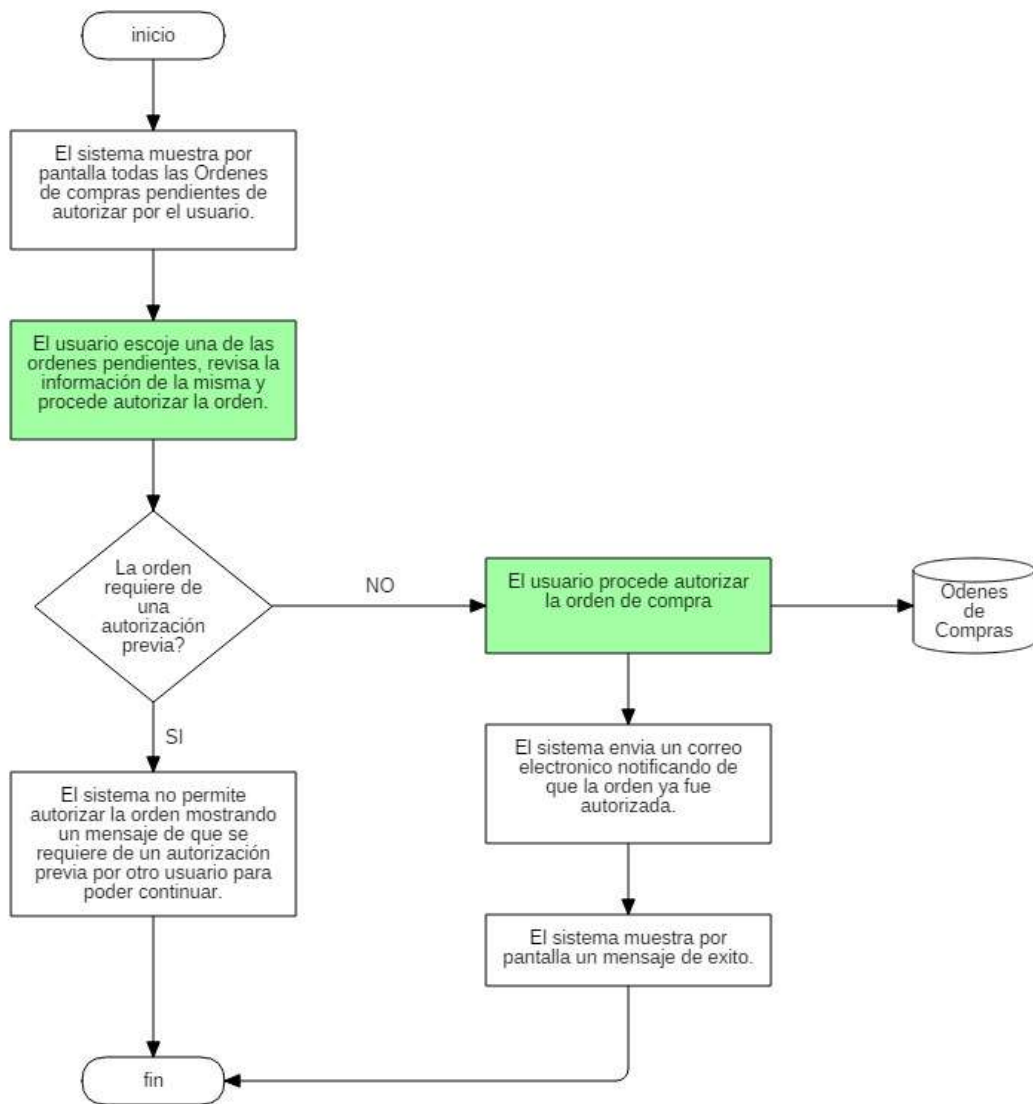 inicio
El sistema muestra por
pantalla todas las Ordenes
de compras pendientes de
autorizar por el usuario.
El usuario escoje una de las
ordenes pendientes, revisa la
información de la misma y
procede autorizar la orden.
La orden
requiere de
una
autorización
previa?
NO
El usuario procede autorizar
la orden de compra
Odenes
de
Compras
SI
El sistema envia un correo
electronico notificando de
que la orden ya fue
autorizada.
El sistema no permite
autorizar la orden mostrando
un mensaje de que se
requiere de un autorización
previa por otro usuario para
poder continuar.
El sistema muestra por
pantalla un mensaje de exito.
fin